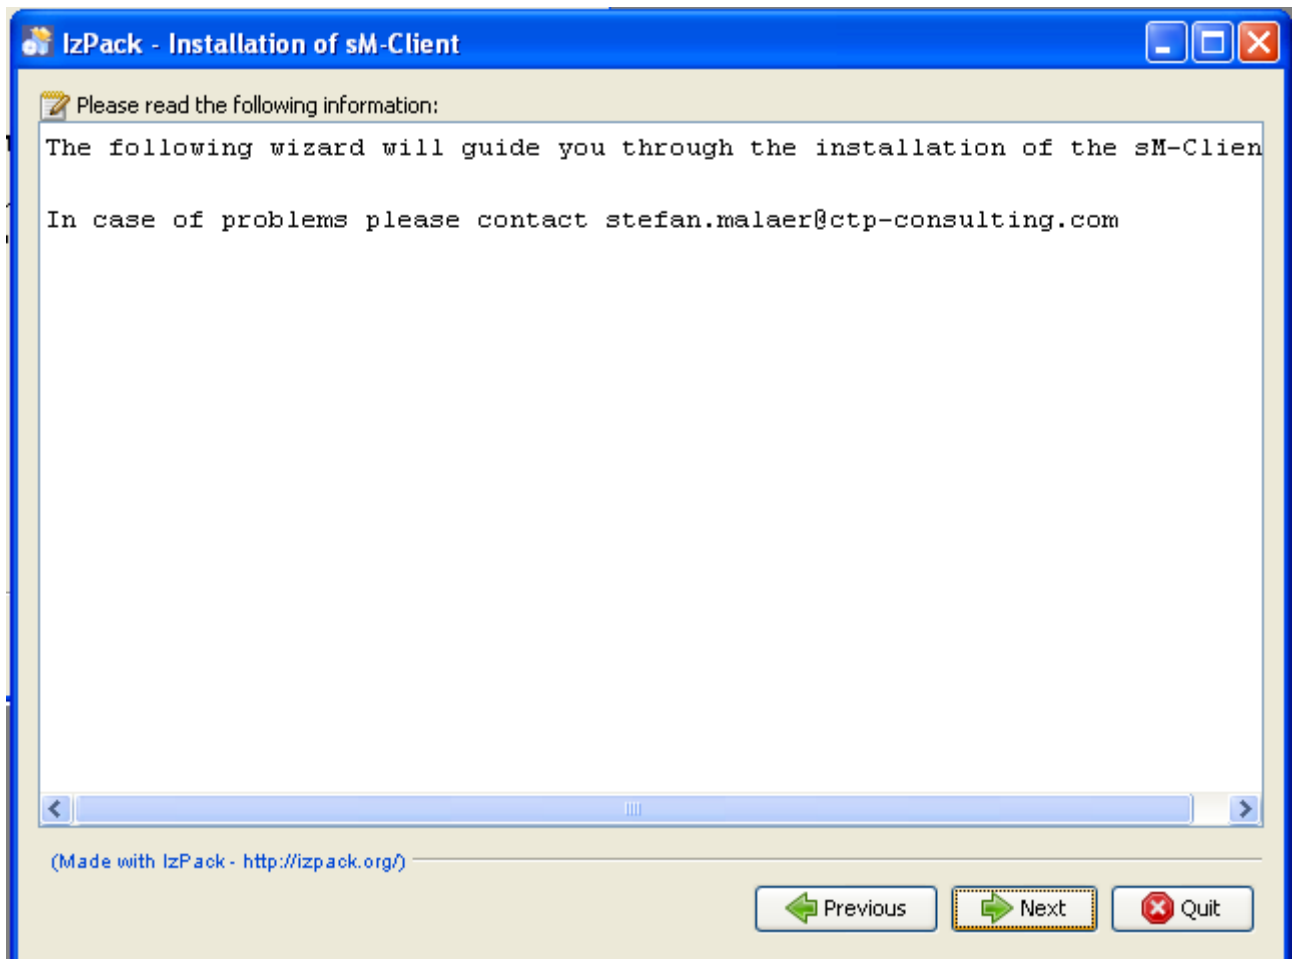 IzPack - Installation of sM-Client
Please read the following information:
The following wizard will guide you through the installation of the sM-Clien
In case of problems please contact stefan.malaer@ctp-consulting.com
(Made with IzPack - http://izpack.org/)
Previous Next Quit